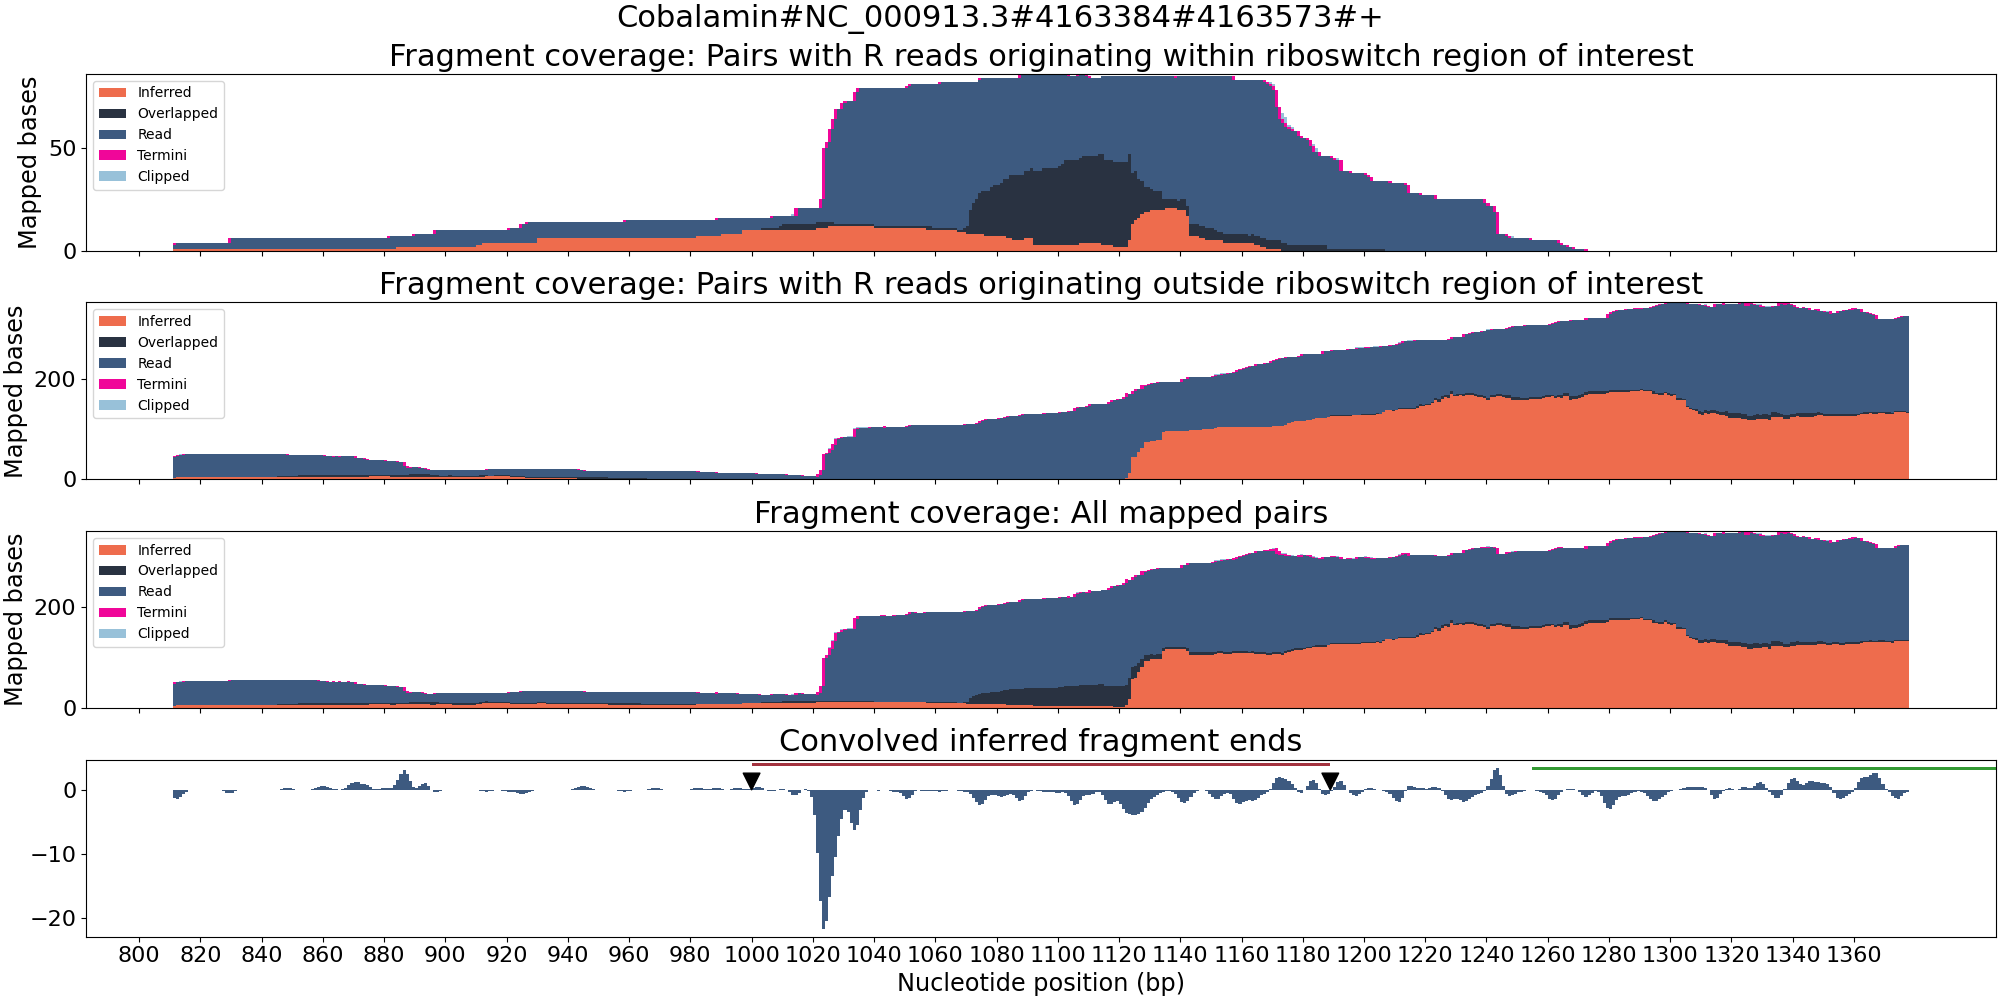 Cobalamin#NC_000913.3#4163384#4163573#+
Fragment coverage: Pairs with R reads originating within riboswitch region of interest
Mapped bases
50
0
Inferred
Overlapped
Read
Termini
Clipped
Fragment coverage: Pairs with R reads originating outside riboswitch region of interest
Mapped bases
200
0
Inferred
Overlapped
Read
Termini
Clipped
Fragment coverage: All mapped pairs
Mapped bases
200
0
Inferred
Overlapped
Read
Termini
Clipped
Convolved inferred fragment ends
0
−10
−20
800 820 840 860 880 900 920 940 960 980 1000 1020 1040 1060 1080 1100 1120 1140 1160 1180 1200 1220 1240 1260 1280 1300 1320 1340 1360
Nucleotide position (bp)